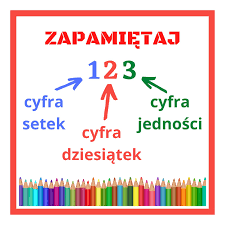 ZAPAMIĘTAJ
123
cyfra
setek
cyfra
dziesiątek
cyfra
jedności